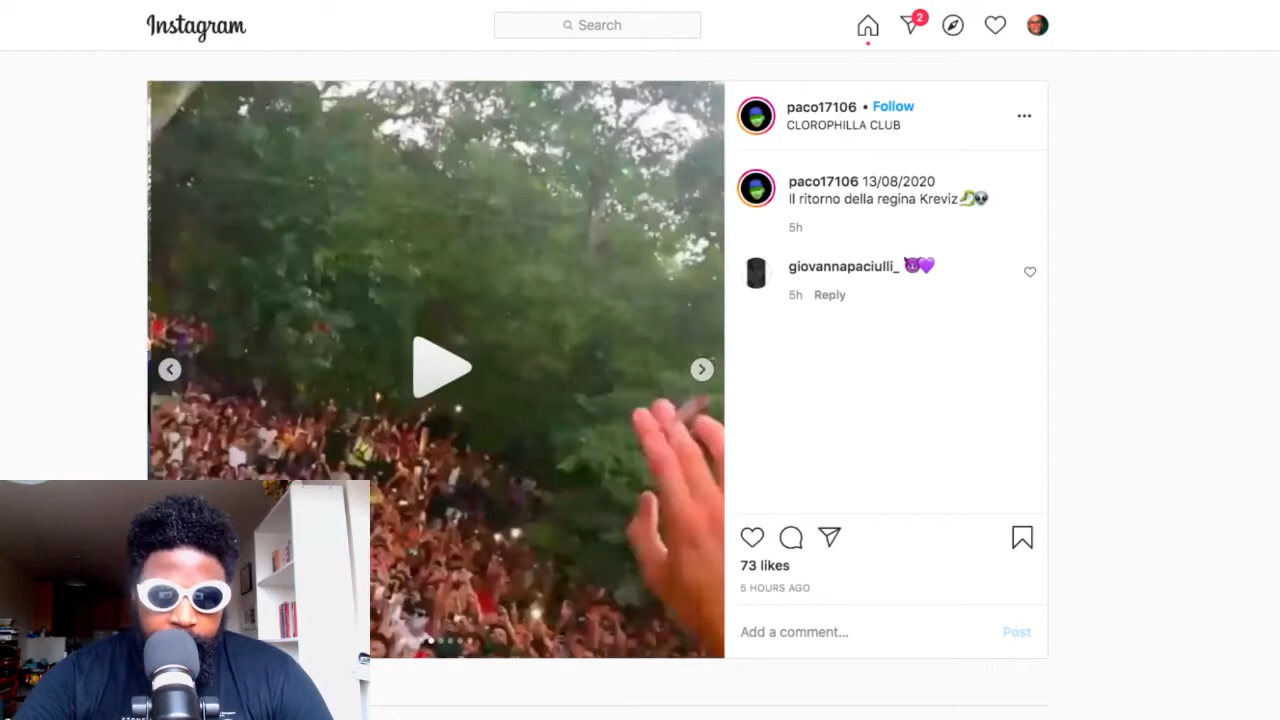 Instagram
Search
2
paco17106 • Follow
CLOROPHILLA CLUB
paco17106 13/08/2020
Il ritorno della regina Kreviz
5h
giovannapaciulli_
5h Reply
73 likes
5 HOURS AGO
Add a comment... Post